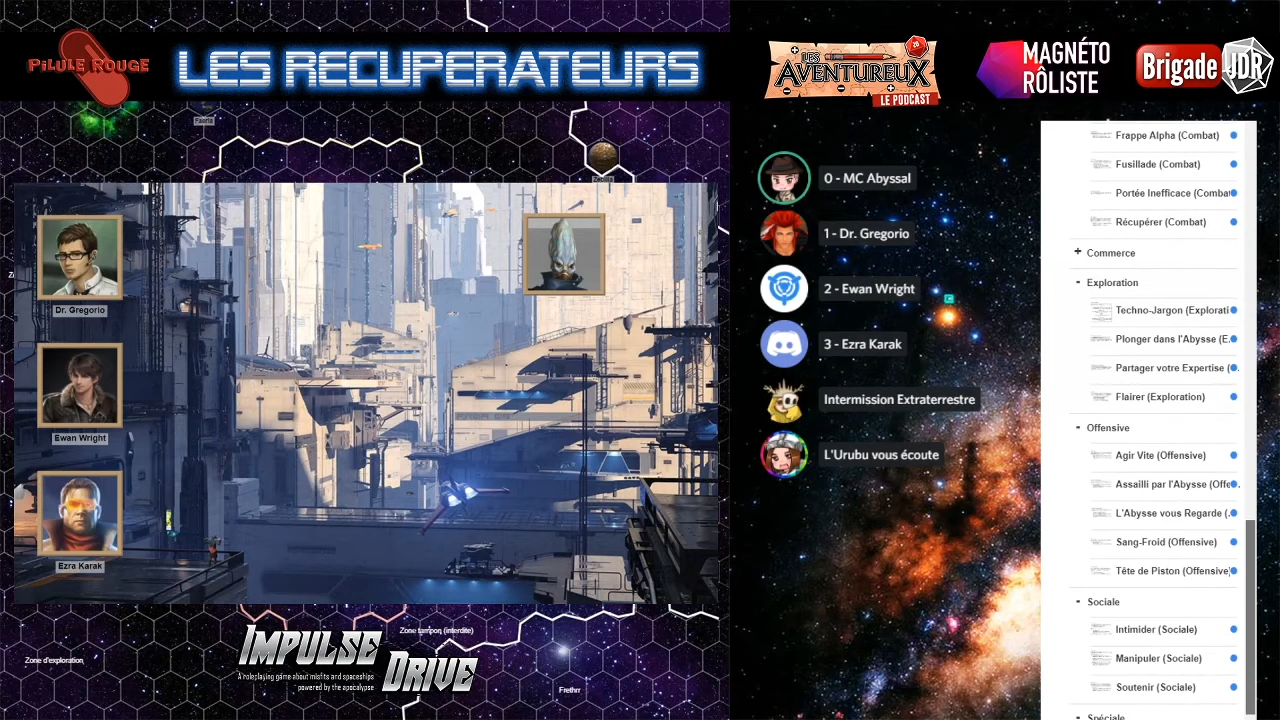 PiLULE ROUGE
LES RECUPERATEURS
LES
AVENTUREUX
LE PODCAST
20
MAGNÉTO
RÔLISTE
Brigade JDR
Faeria
Dr. Gregorio
Ewan Wright
Ezra Karak
0 - MC Abyssal
1 - Dr. Gregorio
2 - Ewan Wright
3 - Ezra Karak
Intermission Extraterrestre
L'Urubu vous écoute
Frappe Alpha (Combat)
Fusillade (Combat)
Portée Inefficace (Combat
Récupérer (Combat)
+ Commerce
- Exploration
Techno-Jargon (Explorati
Plonger dans l'Abysse (E.
Partager votre Expertise (.
Flairer (Exploration)
- Offensive
Agir Vite (Offensive)
Assailli par l'Abysse (Offe.
L'Abysse vous Regarde (.
Sang-Froid (Offensive)
Tête de Piston (Offensive)
- Sociale
Intimider (Sociale)
Manipuler (Sociale)
Soutenir (Sociale)
Spéciale
Zone tampon (interdite)
IMPULSE
DRIVE
A roleplaying game about misfits and spaceships
powered by the apocalypse
Zone d'exploration
Frethrr